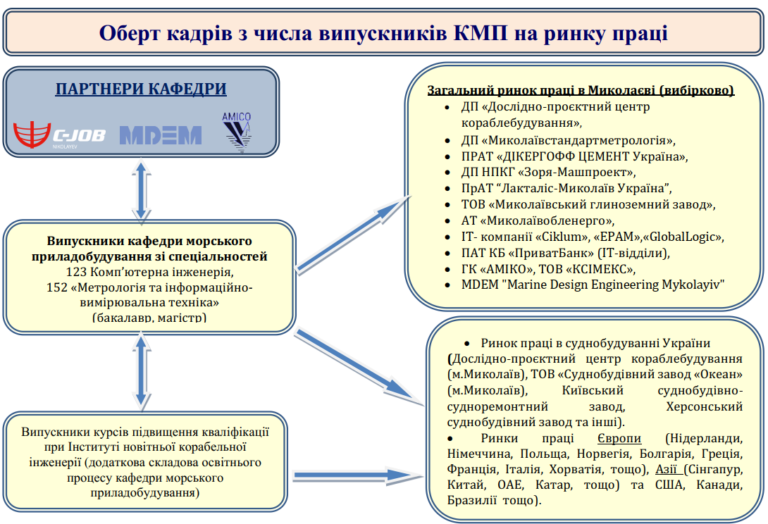 Оберт кадрів з числа випускників КМП на ринку праці
ПАРТНЕРИ КАФЕДРИ
C-JOB
MDEM
AMICO
Випускники кафедри морського
приладобудування зі спеціальностей
123 Комп’ютерна інженерія,
152 «Метрологія та інформаційно-
вимірювальна техніка»
(бакалавр, магістр)
Випускники курсів підвищення кваліфікації
при Інституті новітньої корабельної
інженерії (додаткова складова освітнього
процесу кафедри морського
приладобудування)
Загальний ринок праці в Миколаєві (вибірково)
• ДП «Дослідно-проєктний центр
кораблебудування»,
• ДП «Миколаївстандартметрологія»,
• ПРАТ «ДІКЕРГОФФ ЦЕМЕНТ Україна»,
• ДП НПКГ «Зоря-Машпроект»,
• ПрАТ “Лакталіс-Миколаїв Україна”,
• ТОВ «Миколаївський глиноземний завод»,
• АТ «Миколаївобленерго»,
• ІТ- компанії «Ciklum», «EPAM»,«GlobalLogic»,
• ПАТ КБ «ПриватБанк» (ІТ-відділи),
• ГК «АМІКО», ТОВ «КСІМЕКС»,
• MDEM "Marine Design Engineering Mykolayiv"
• Ринок праці в суднобудуванні України
(Дослідно-проєктний центр кораблебудування
(м.Миколаїв), ТОВ «Суднобудівний завод «Океан»
(м.Миколаїв), Київський суднобудівно-
судноремонтний завод, Херсонський
суднобудівний завод та інші).
• Ринки праці Європи (Нідерланди,
Німеччина, Польща, Норвегія, Болгарія, Греція,
Франція, Італія, Хорватія, тощо), Азії (Сінгапур,
Китай, ОАЕ, Катар, тощо) та США, Канади,
Бразилії тощо).